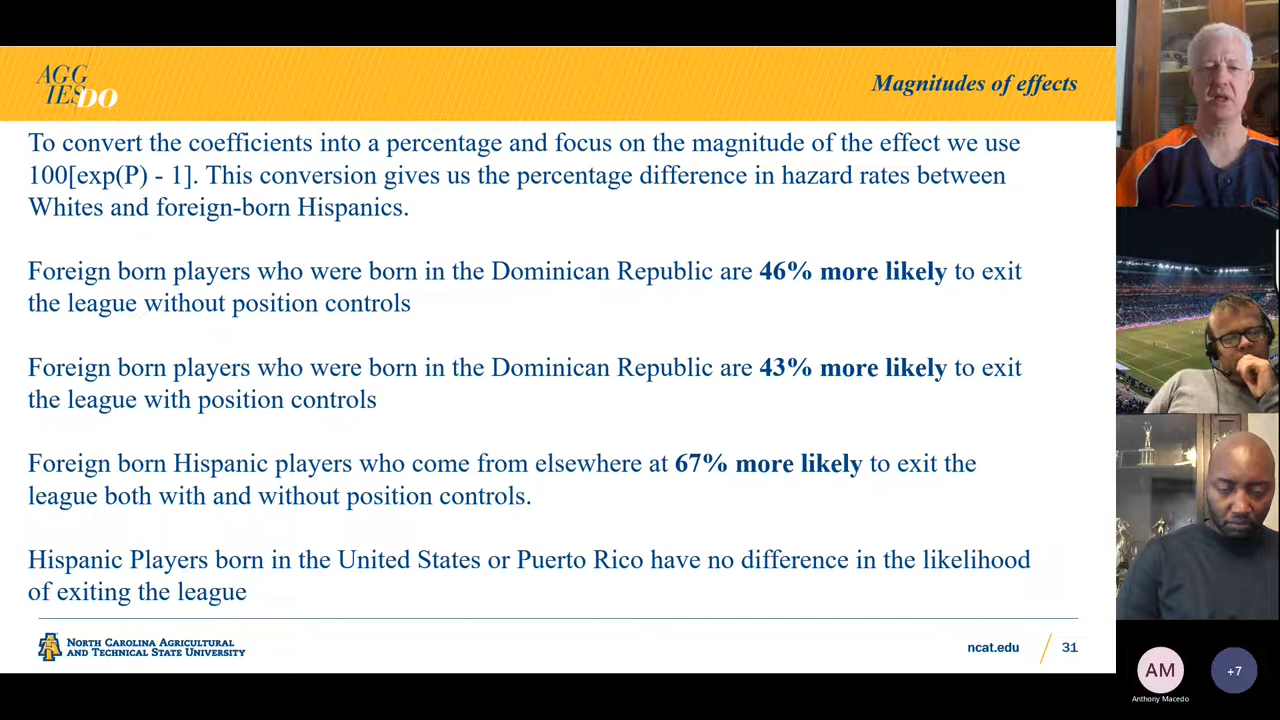 AGG
IESDO
Magnitudes of effects
To convert the coefficients into a percentage and focus on the magnitude of the effect we use
100[exp(P) - 1]. This conversion gives us the percentage difference in hazard rates between
Whites and foreign-born Hispanics.
Foreign born players who were born in the Dominican Republic are 46% more likely to exit
the league without position controls
Foreign born players who were born in the Dominican Republic are 43% more likely to exit
the league with position controls
Foreign born Hispanic players who come from elsewhere at 67% more likely to exit the
league both with and without position controls.
Hispanic Players born in the United States or Puerto Rico have no difference in the likelihood
of exiting the league
NORTH CAROLINA AGRICULTURAL
AND TECHNICAL STATE UNIVERSITY
ncat.edu
31
AM
Anthony Macedo
+7